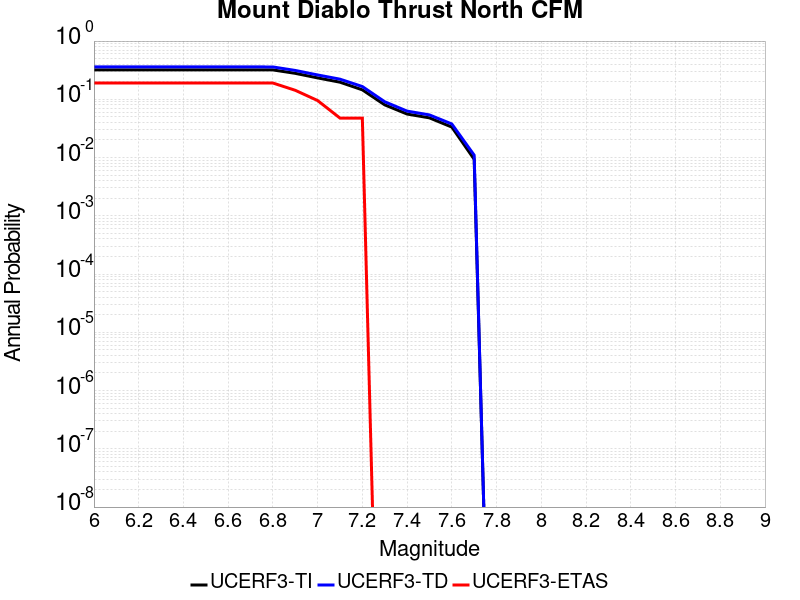 Mount Diablo Thrust North CFM
Annual Probability
10^0
10^-1
10^-2
10^-3
10^-4
10^-5
10^-6
10^-7
10^-8
6 6.2 6.4 6.6 6.8 7 7.2 7.4 7.6 7.8 8 8.2 8.4 8.6 8.8 9
Magnitude
UCERF3-TI UCERF3-TD UCERF3-ETAS